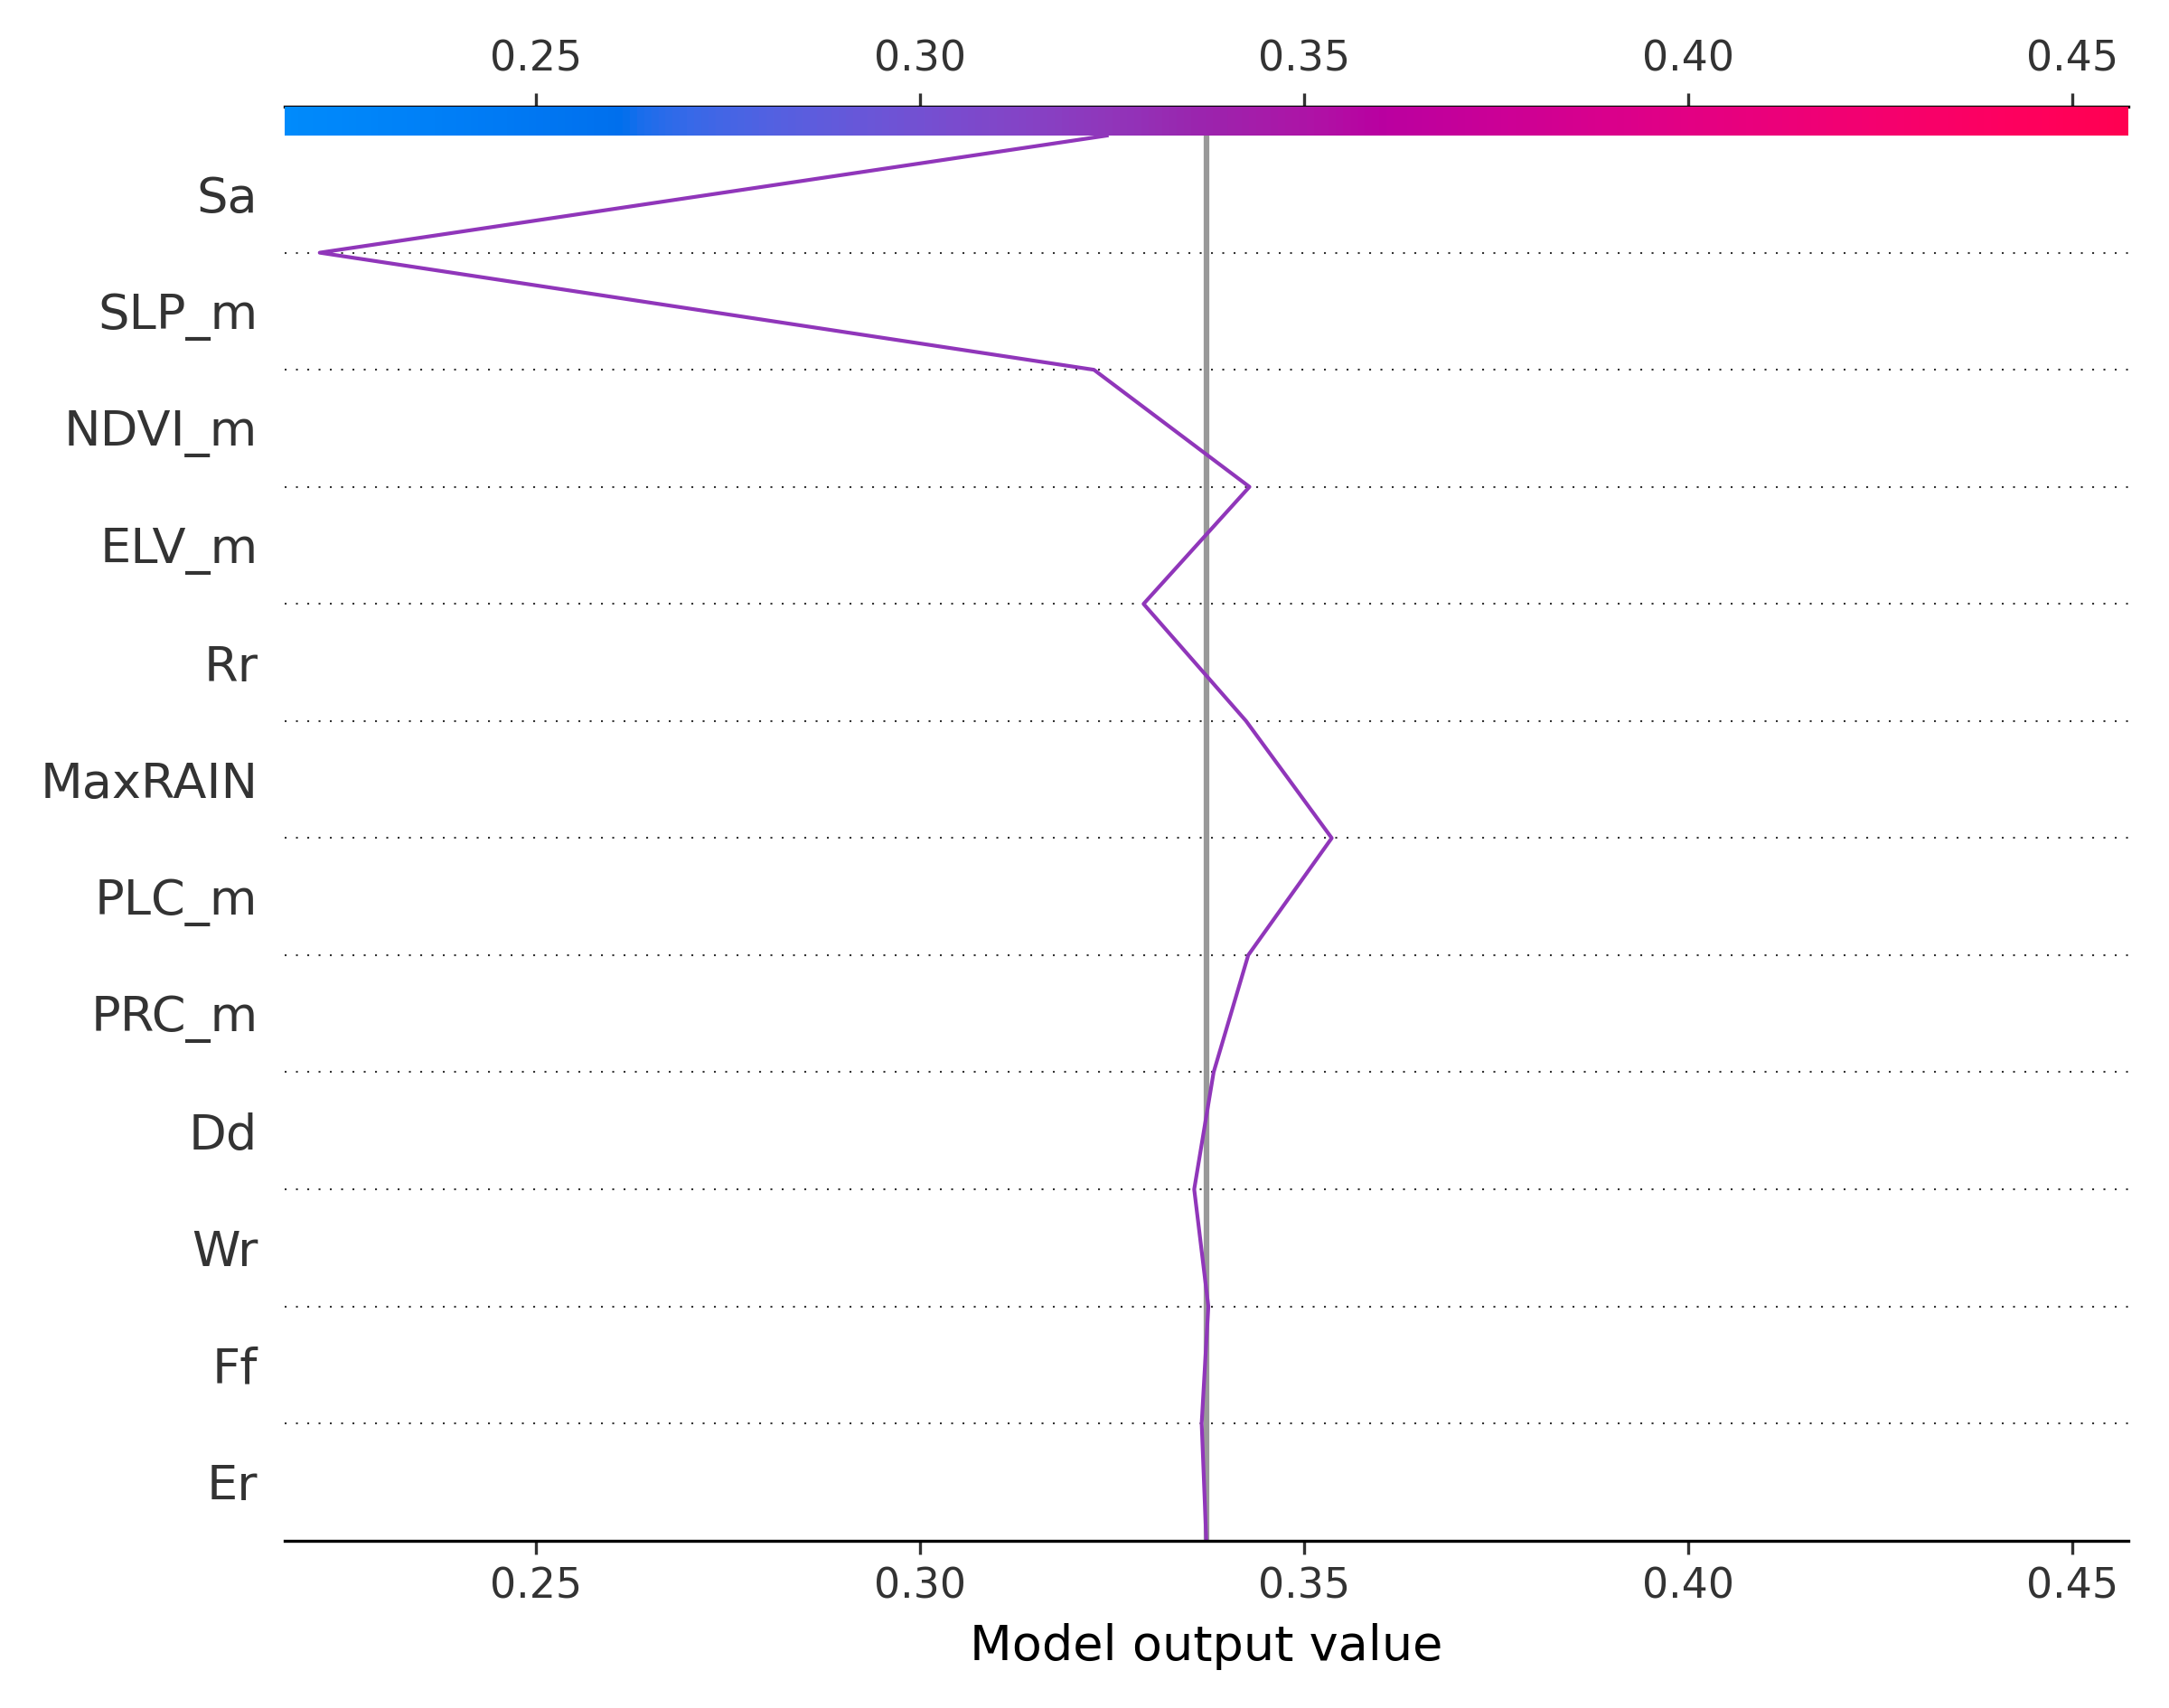 0.25 0.30 0.35 0.40 0.45
Sa
SLP_m
NDVI_m
ELV_m
Rr
MaxRAIN
PLC_m
PRC_m
Dd
Wr
Ff
Er
0.25 0.30 0.35 0.40 0.45
Model output value